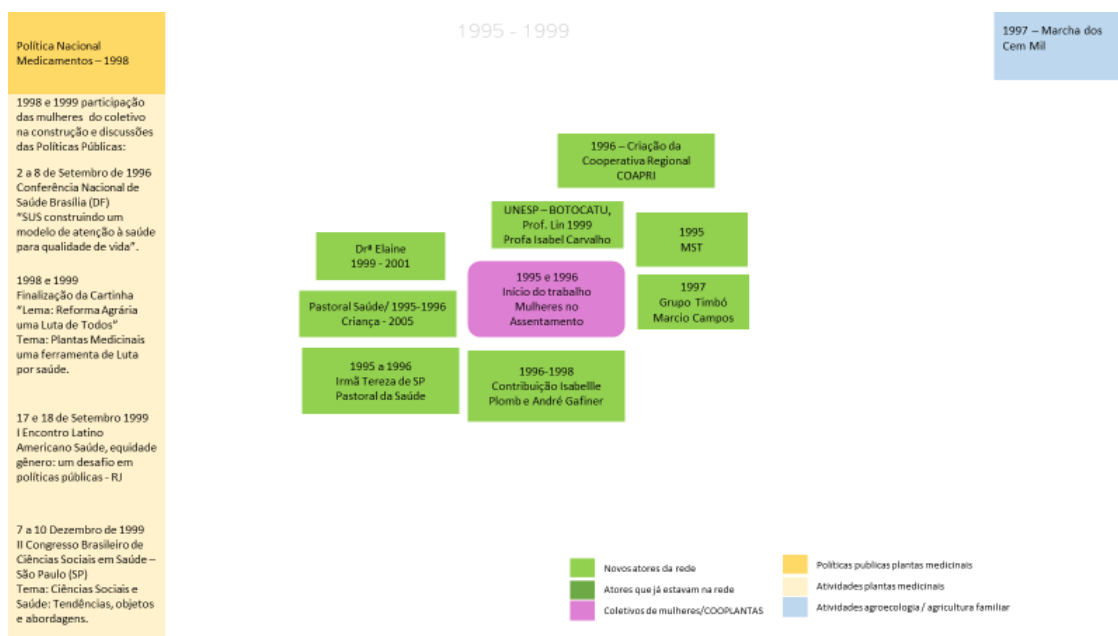 1995 - 1999
Política Nacional
Medicamentos – 1998
1998 e 1999 participação
das mulheres do coletivo
na construção e discussões
das Políticas Públicas:
2 a 8 de Setembro de 1996
Conferência Nacional de
Saúde Brasília (DF)
"SUS construindo um
modelo de atenção à saúde
para qualidade de vida".
1998 e 1999
Finalização da Cartinha
"Lema: Reforma Agrária
uma Luta de Todos"
Tema: Plantas Medicinais
uma ferramenta de Luta
por saúde.
17 e 18 de Setembro 1999
I Encontro Latino
Americano Saúde, equidade
gênero: um desafio em
políticas públicas - RJ
7 a 10 Dezembro de 1999
II Congresso Brasileiro de
Ciências Sociais em Saúde –
São Paulo (SP)
Tema: Ciências Sociais e
Saúde: Tendências, objetos
e abordagens.
1997 – Marcha dos
Cem Mil
1996 – Criação da
Cooperativa Regional
COAPRI
UNESP – BOTOCATU,
Prof. Lin 1999
Profa Isabel Carvalho
1995
MST
Drª Elaine
1999 - 2001
1995 e 1996
Início do trabalho
Mulheres no
Assentamento
1997
Grupo Timbó
Marcio Campos
Pastoral Saúde/ 1995-1996
Criança - 2005
1995 a 1996
Irmã Tereza de SP
Pastoral da Saúde
1996-1998
Contribuição Isabellle
Plomb e André Gafiner
Novos atores da rede
Atores que já estavam na rede
Coletivos de mulheres/COOPLANTAS
Políticas publicas plantas medicinais
Atividades plantas medicinais
Atividades agroecologia / agricultura familiar